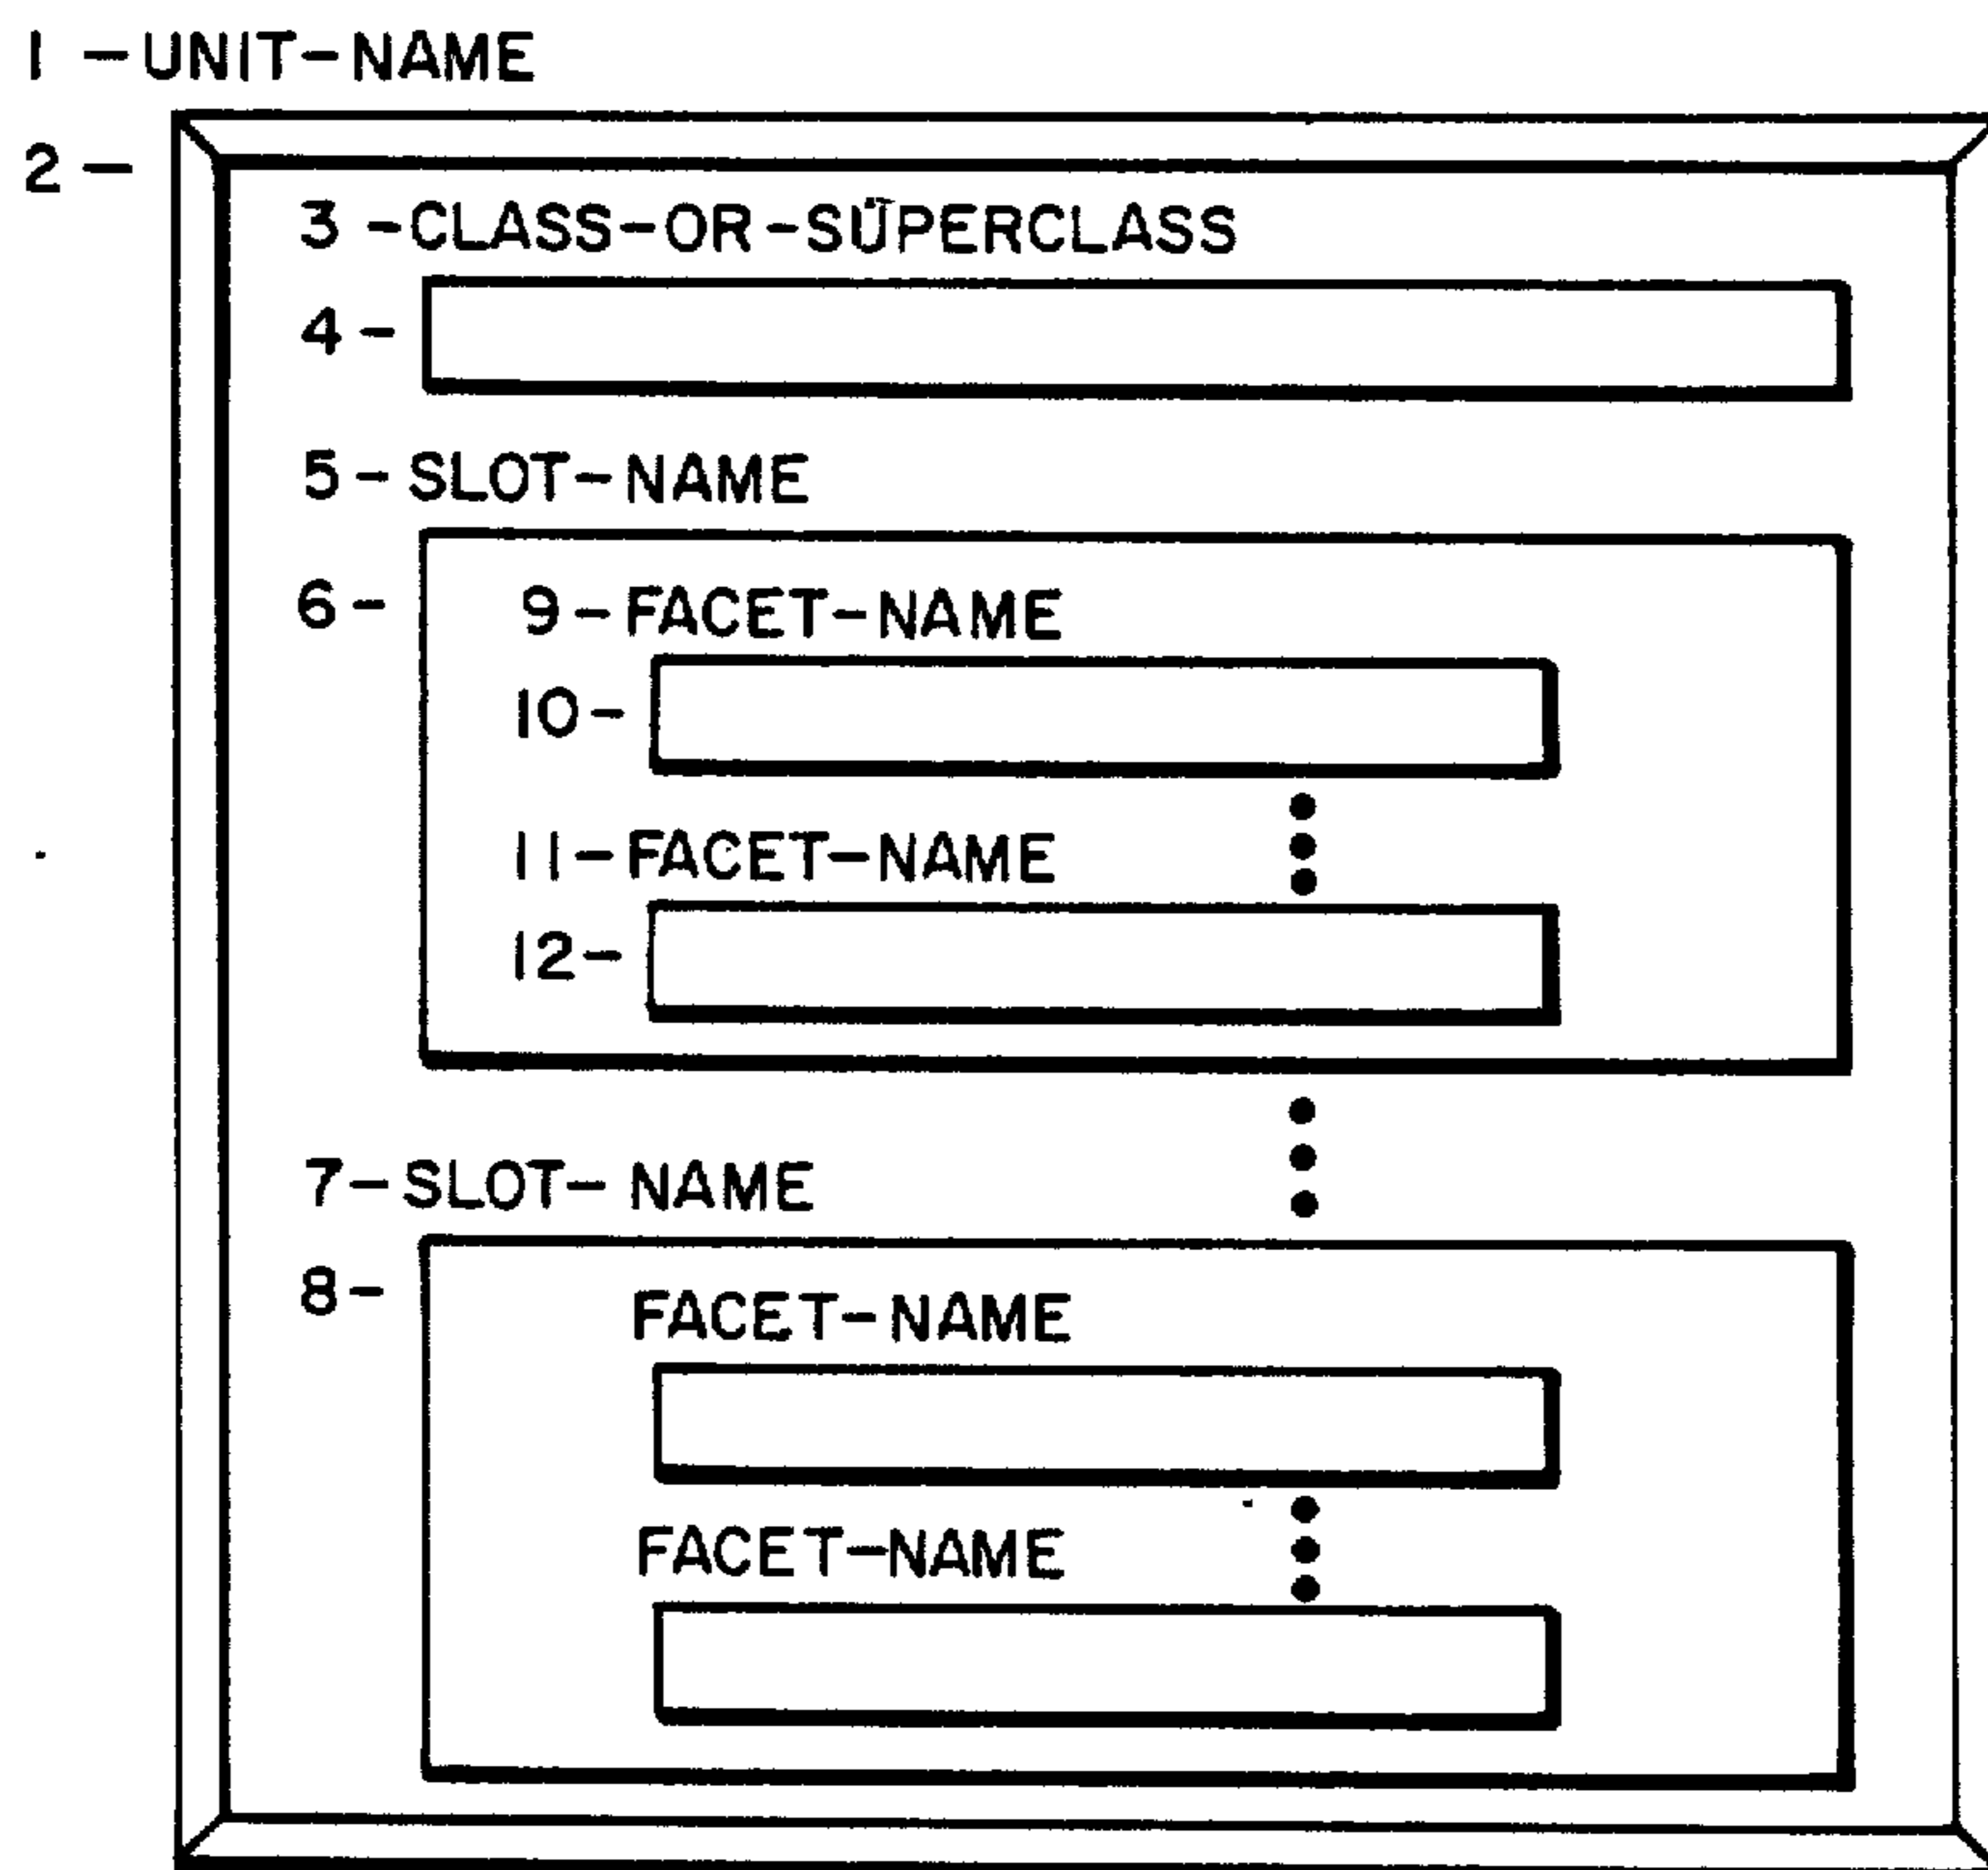 1 -UNIT-NAME
2 -
3 -CLASS-OR-SUPERCLASS
4 -
5 - SLOT-NAME
6 -
9 -FACET-NAME
10-
11-FACET-NAME
12-
7-SLOT- NAME
8-
FACET-NAME
FACET-NAME